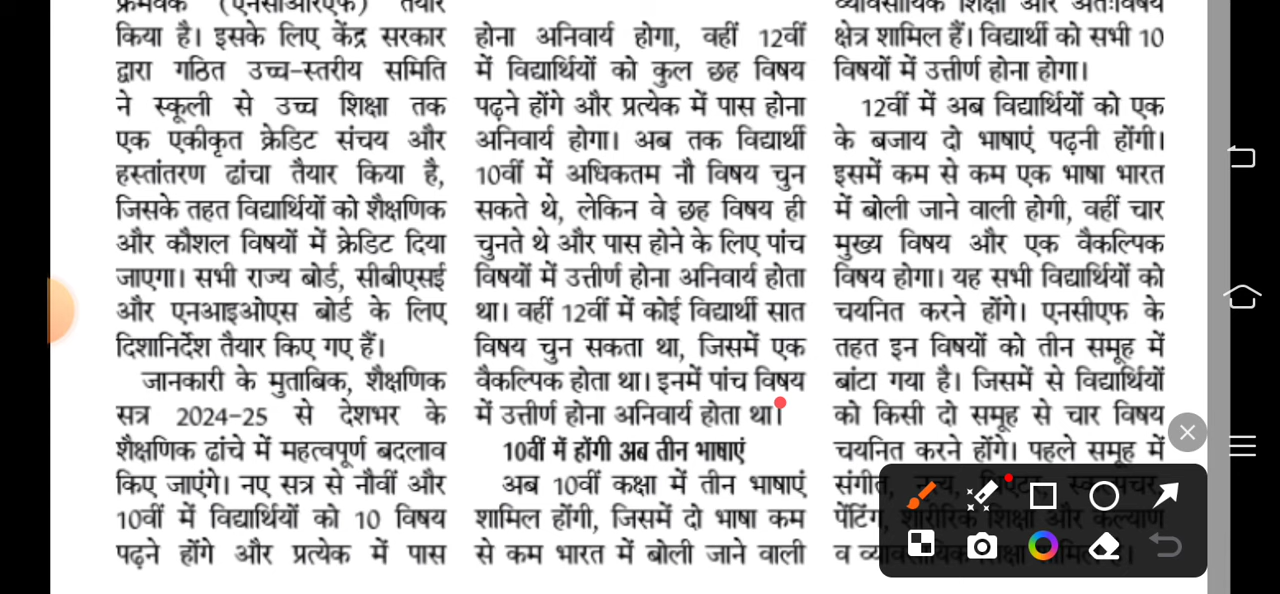 क्रेमवर्क (एनसीआरएफ) तैयार
किया है। इसके लिए केंद्र सरकार
द्वारा गठित उच्च-स्तरीय समिति
ने स्कूली से उच्च शिक्षा तक
एक एकीकृत क्रेडिट संचय और
हस्तांतरण ढांचा तैयार किया है,
जिसके तहत विद्यार्थियों को शैक्षणिक
और कौशल विषयों में क्रेडिट दिया
जाएगा। सभी राज्य बोर्ड, सीबीएसई
और एनआइओएस बोर्ड के लिए
दिशानिर्देश तैयार किए गए हैं।
जानकारी के मुताबिक, शैक्षणिक
सत्र 2024-25 से देशभर के
शैक्षणिक ढांचे में महत्वपूर्ण बदलाव
किए जाएंगे। नए सत्र से नौवीं और
10वीं में विद्यार्थियों को 10 विषय
पढ़ने होंगे और प्रत्येक में पास
होना अनिवार्य होगा, वहीं 12वीं
में विद्यार्थियों को कुल छह विषय
पढ़ने होंगे और प्रत्येक में पास होना
अनिवार्य होगा। अब तक विद्यार्थी
10वीं में अधिकतम नौ विषय चुन
सकते थे, लेकिन वे छह विषय ही
चुनते थे और पास होने के लिए पांच
विषयों में उत्तीर्ण होना अनिवार्य होता
था। वहीं 12वीं में कोई विद्यार्थी सात
विषय चुन सकता था, जिसमें एक
वैकल्पिक होता था। इनमें पांच विषय
में उत्तीर्ण होना अनिवार्य होता था।
10वीं में होंगी अब तीन भाषाएं
अब 10वीं कक्षा में तीन भाषाएं
शामिल होंगी, जिसमें दो भाषा कम
से कम भारत में बोली जाने वाली
व्यावसायिक शिक्षा और अंतःविषय
क्षेत्र शामिल हैं। विद्यार्थी को सभी 10
विषयों में उत्तीर्ण होना होगा।
12वीं में अब विद्यार्थियों को एक
के बजाय दो भाषाएं पढ़नी होंगी।
इसमें कम से कम एक भाषा भारत
में बोली जाने वाली होगी, वहीं चार
मुख्य विषय और एक वैकल्पिक
विषय होगा। यह सभी विद्यार्थियों को
चयनित करने होंगे। एनसीएफ के
तहत इन विषयों को तीन समूह में
बांटा गया है। जिसमें से विद्यार्थियों
को किसी दो समूह से चार विषय
चयनित करने होंगे। पहले समूह में
संगीत, नृत्य,
पेंटिंग, शारीरिक शिक्षा और कल्याण
व व्यावसायिक शिक्षा शामिल है।